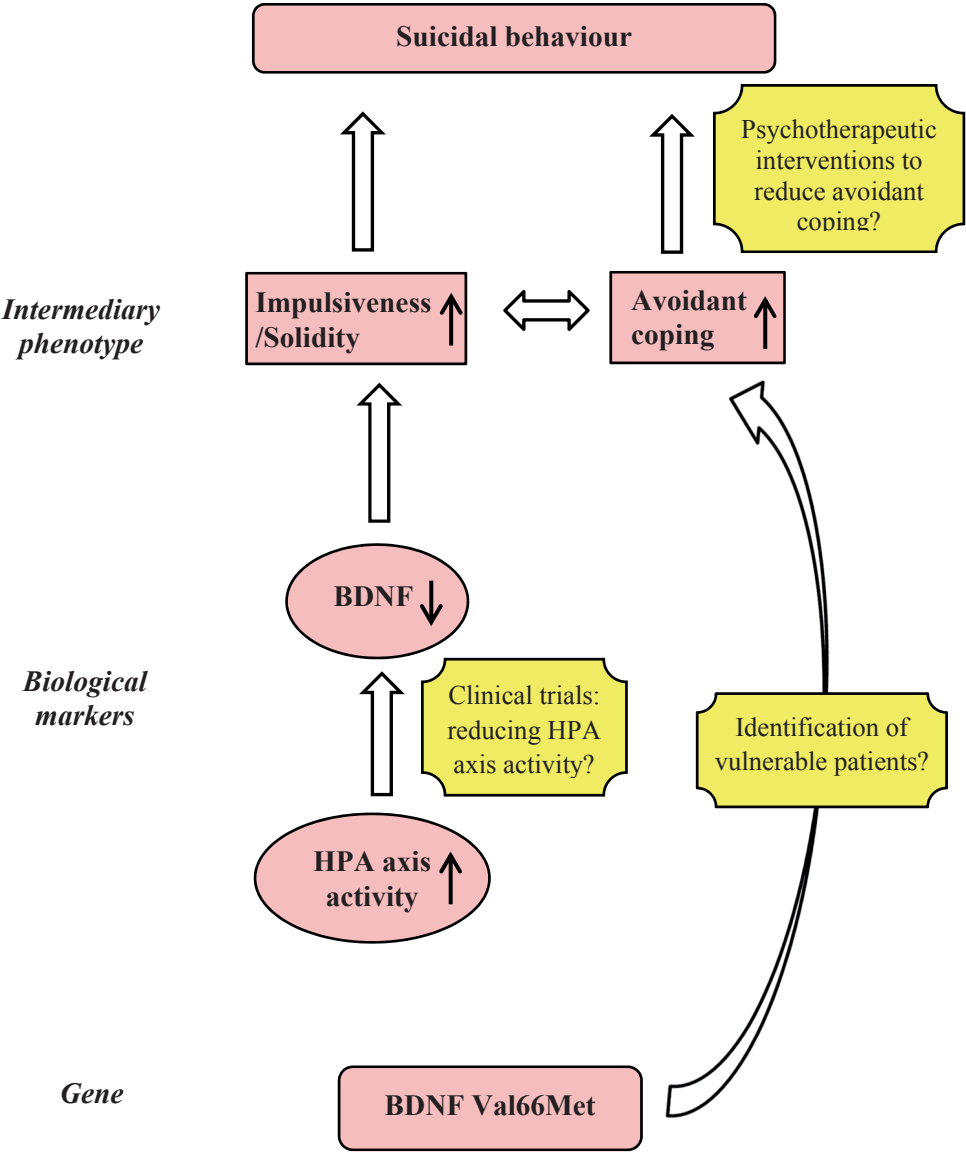 Suicidal behaviour
Psychotherapeutic
interventions to
reduce avoidant
coping?
Intermediary
phenotype
Impulsiveness
/Solidity
Avoidant
coping
BDNF
Biological
markers
Clinical trials:
reducing HPA
axis activity?
Identification of
vulnerable patients?
HPA axis
activity
Gene
BDNF Val66Met